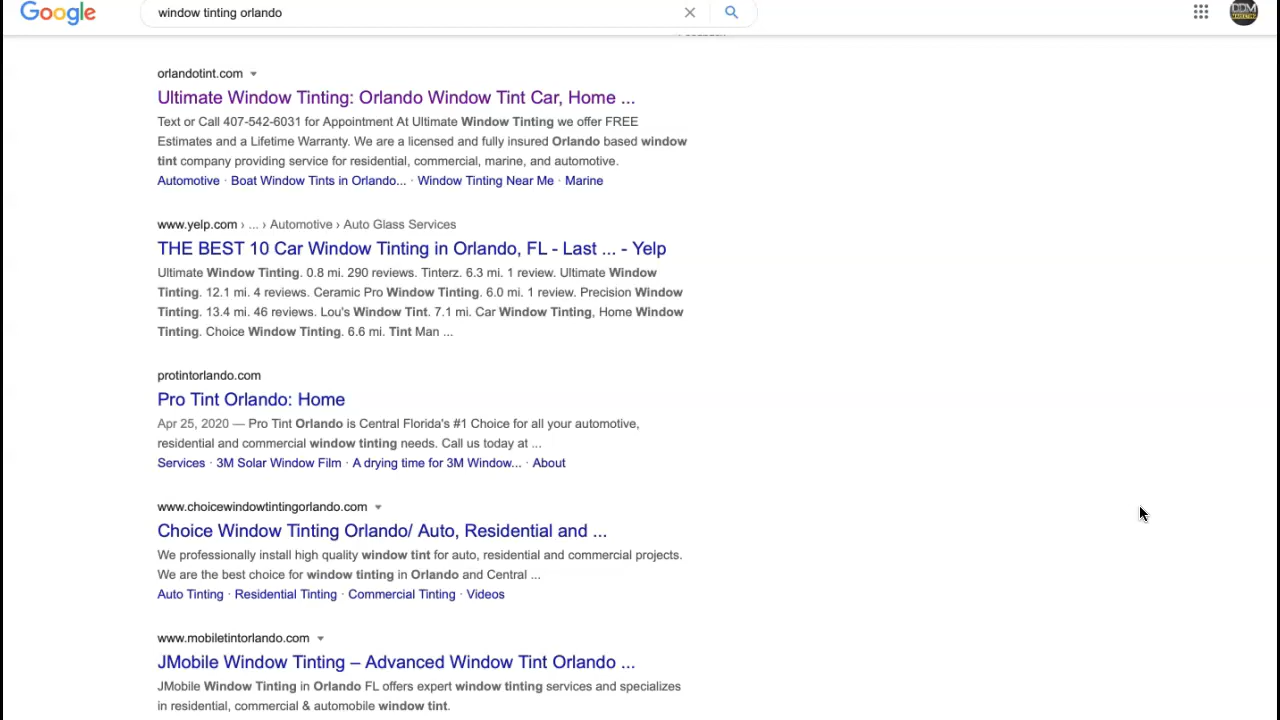 Google
window tinting orlando
DDM
orlandotint.com
Ultimate Window Tinting: Orlando Window Tint Car, Home ...
Text or Call 407-542-6031 for Appointment At Ultimate Window Tinting we offer FREE
Estimates and a Lifetime Warranty. We are a licensed and fully insured Orlando based window
tint company providing service for residential, commercial, marine, and automotive.
Automotive · Boat Window Tints in Orlando... · Window Tinting Near Me · Marine
www.yelp.com › ... › Automotive › Auto Glass Services
THE BEST 10 Car Window Tinting in Orlando, FL - Last ... - Yelp
Ultimate Window Tinting. 0.8 mi. 290 reviews. Tinterz. 6.3 mi. 1 review. Ultimate Window
Tinting. 12.1 mi. 4 reviews. Ceramic Pro Window Tinting. 6.0 mi. 1 review. Precision Window
Tinting. 13.4 mi. 46 reviews. Lou's Window Tint. 7.1 mi. Car Window Tinting, Home Window
Tinting. Choice Window Tinting. 6.6 mi. Tint Man ...
protintorlando.com
Pro Tint Orlando: Home
Apr 25, 2020 — Pro Tint Orlando is Central Florida's #1 Choice for all your automotive,
residential and commercial window tinting needs. Call us today at ...
Services · 3M Solar Window Film · A drying time for 3M Window... · About
www.choicewindowtintingorlando.com
Choice Window Tinting Orlando/ Auto, Residential and ...
We professionally install high quality window tint for auto, residential and commercial projects.
We are the best choice for window tinting in Orlando and Central ...
Auto Tinting · Residential Tinting · Commercial Tinting · Videos
www.mobiletintorlando.com
JMobile Window Tinting – Advanced Window Tint Orlando ...
JMobile Window Tinting in Orlando FL offers expert window tinting services and specializes
in residential, commercial & automobile window tint.